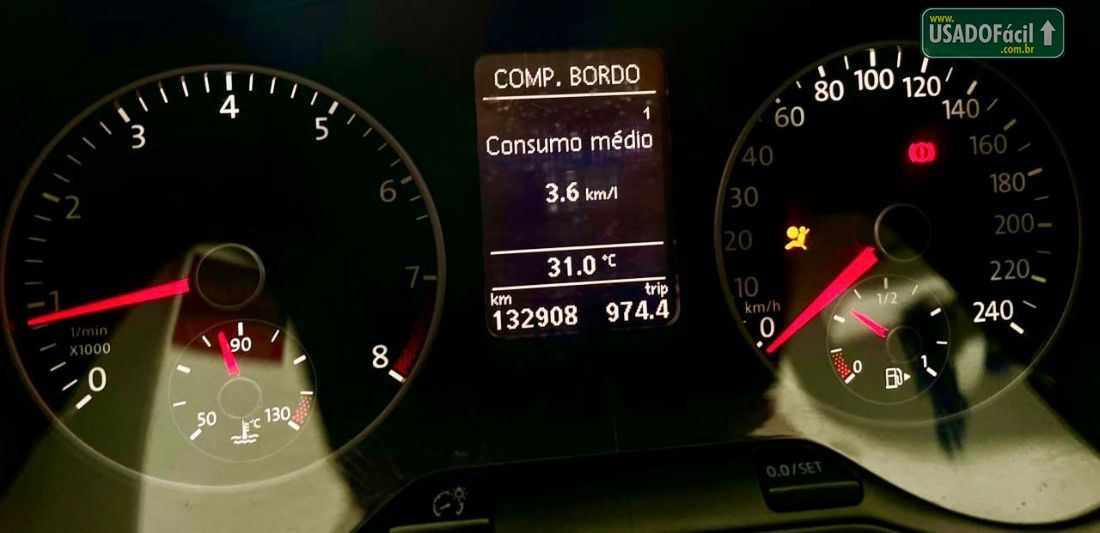 www.
USADOFácil
.com.br
COMP. BORDO
1
Consumo médio
3.6 km/l
31.0 °C
km trip
132908 974.4
0 1 2 3 4 5 6 7 8
1/min
X1000
50 90 130
°C
0 10 20 30 40 60 80 100 120 140 160 180 200 220 240
km/h
0 1/2 1
0.0/SET